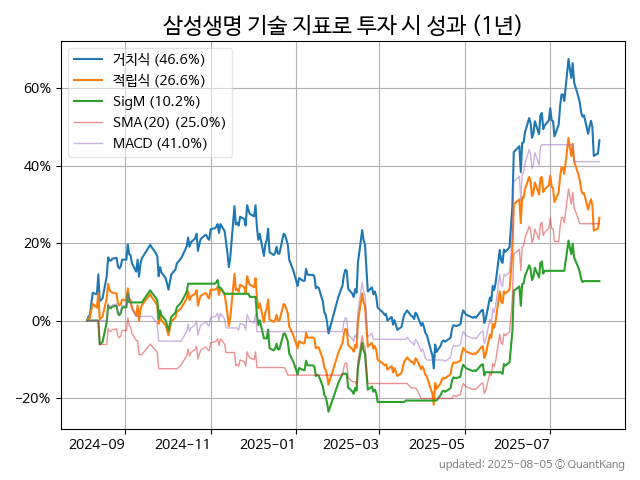 삼성생명 기술 지표로 투자 시 성과 (1년)
거치식 (46.6%)
적립식 (26.6%)
SigM (10.2%)
SMA(20) (25.0%)
MACD (41.0%)
60%
40%
20%
0%
−20%
2024-09 2024-11 2025-01 2025-03 2025-05 2025-07
updated: 2025-08-05 © QuantKang